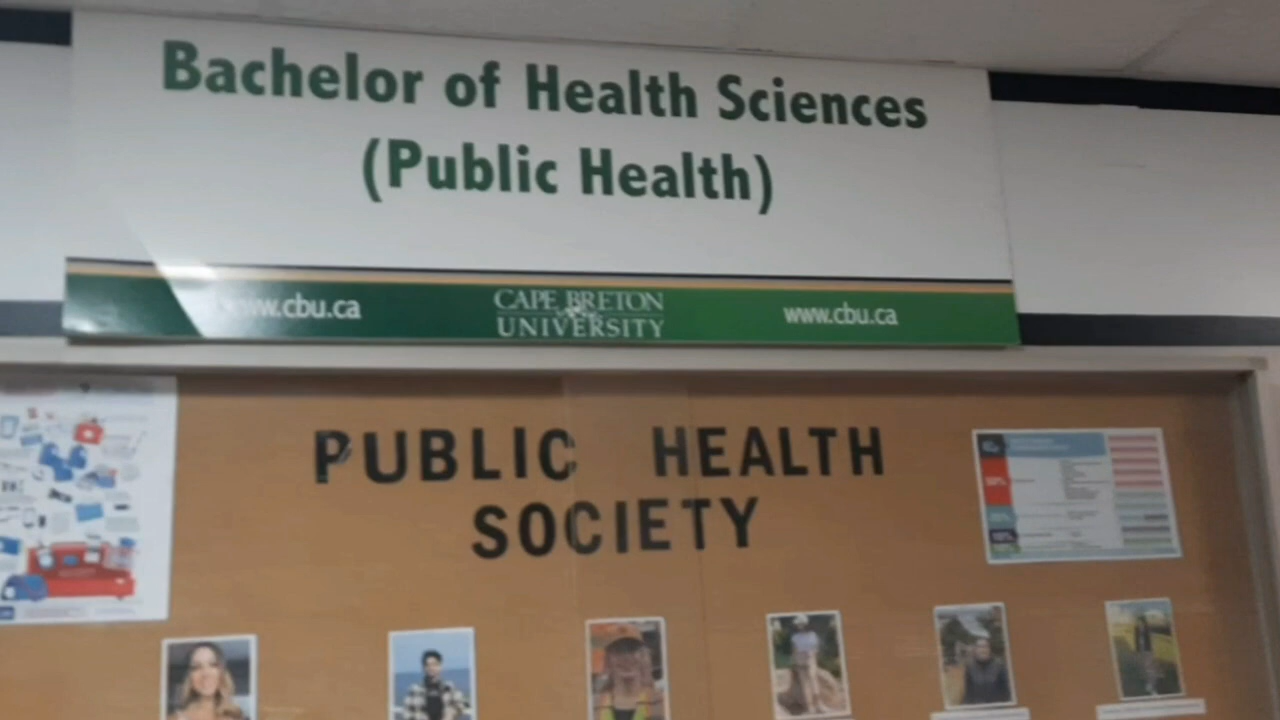 Bachelor of Health Sciences
(Public Health)
www.cbu.ca
CAPE BRETON
UNIVERSITY
www.cbu.ca
PUBLIC HEALTH
SOCIETY